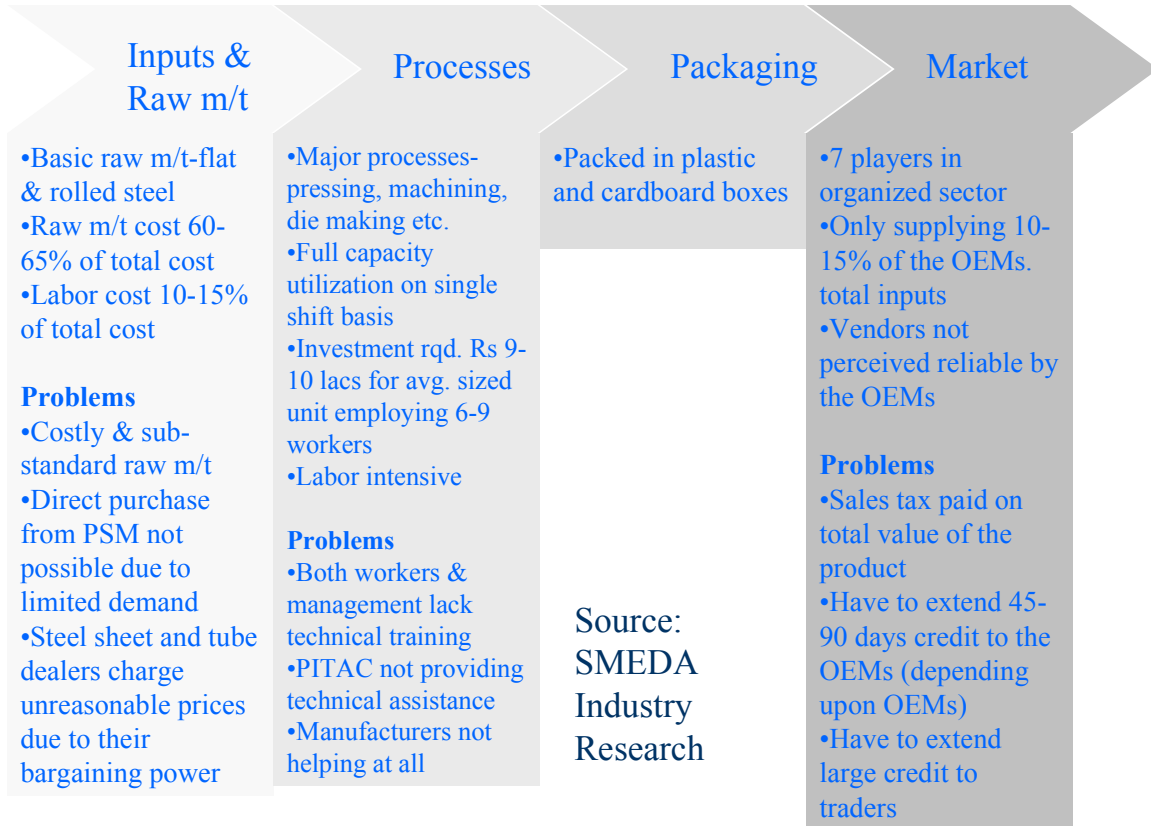 Inputs &
Raw m/t
Processes
Packaging
Market
•Basic raw m/t-flat
& rolled steel
•Raw m/t cost 60-
65% of total cost
•Labor cost 10-15%
of total cost
Problems
•Costly & sub-
standard raw m/t
•Direct purchase
from PSM not
possible due to
limited demand
•Steel sheet and tube
dealers charge
unreasonable prices
due to their
bargaining power
•Major processes-
pressing, machining,
die making etc.
•Full capacity
utilization on single
shift basis
•Investment rqd. Rs 9-
10 lacs for avg. sized
unit employing 6-9
workers
•Labor intensive
Problems
•Both workers &
management lack
technical training
•PITAC not providing
technical assistance
•Manufacturers not
helping at all
•Packed in plastic
and cardboard boxes
Source:
SMEDA
Industry
Research
•7 players in
organized sector
•Only supplying 10-
15% of the OEMs.
total inputs
•Vendors not
perceived reliable by
the OEMs
Problems
•Sales tax paid on
total value of the
product
•Have to extend 45-
90 days credit to the
OEMs (depending
upon OEMs)
•Have to extend
large credit to
traders